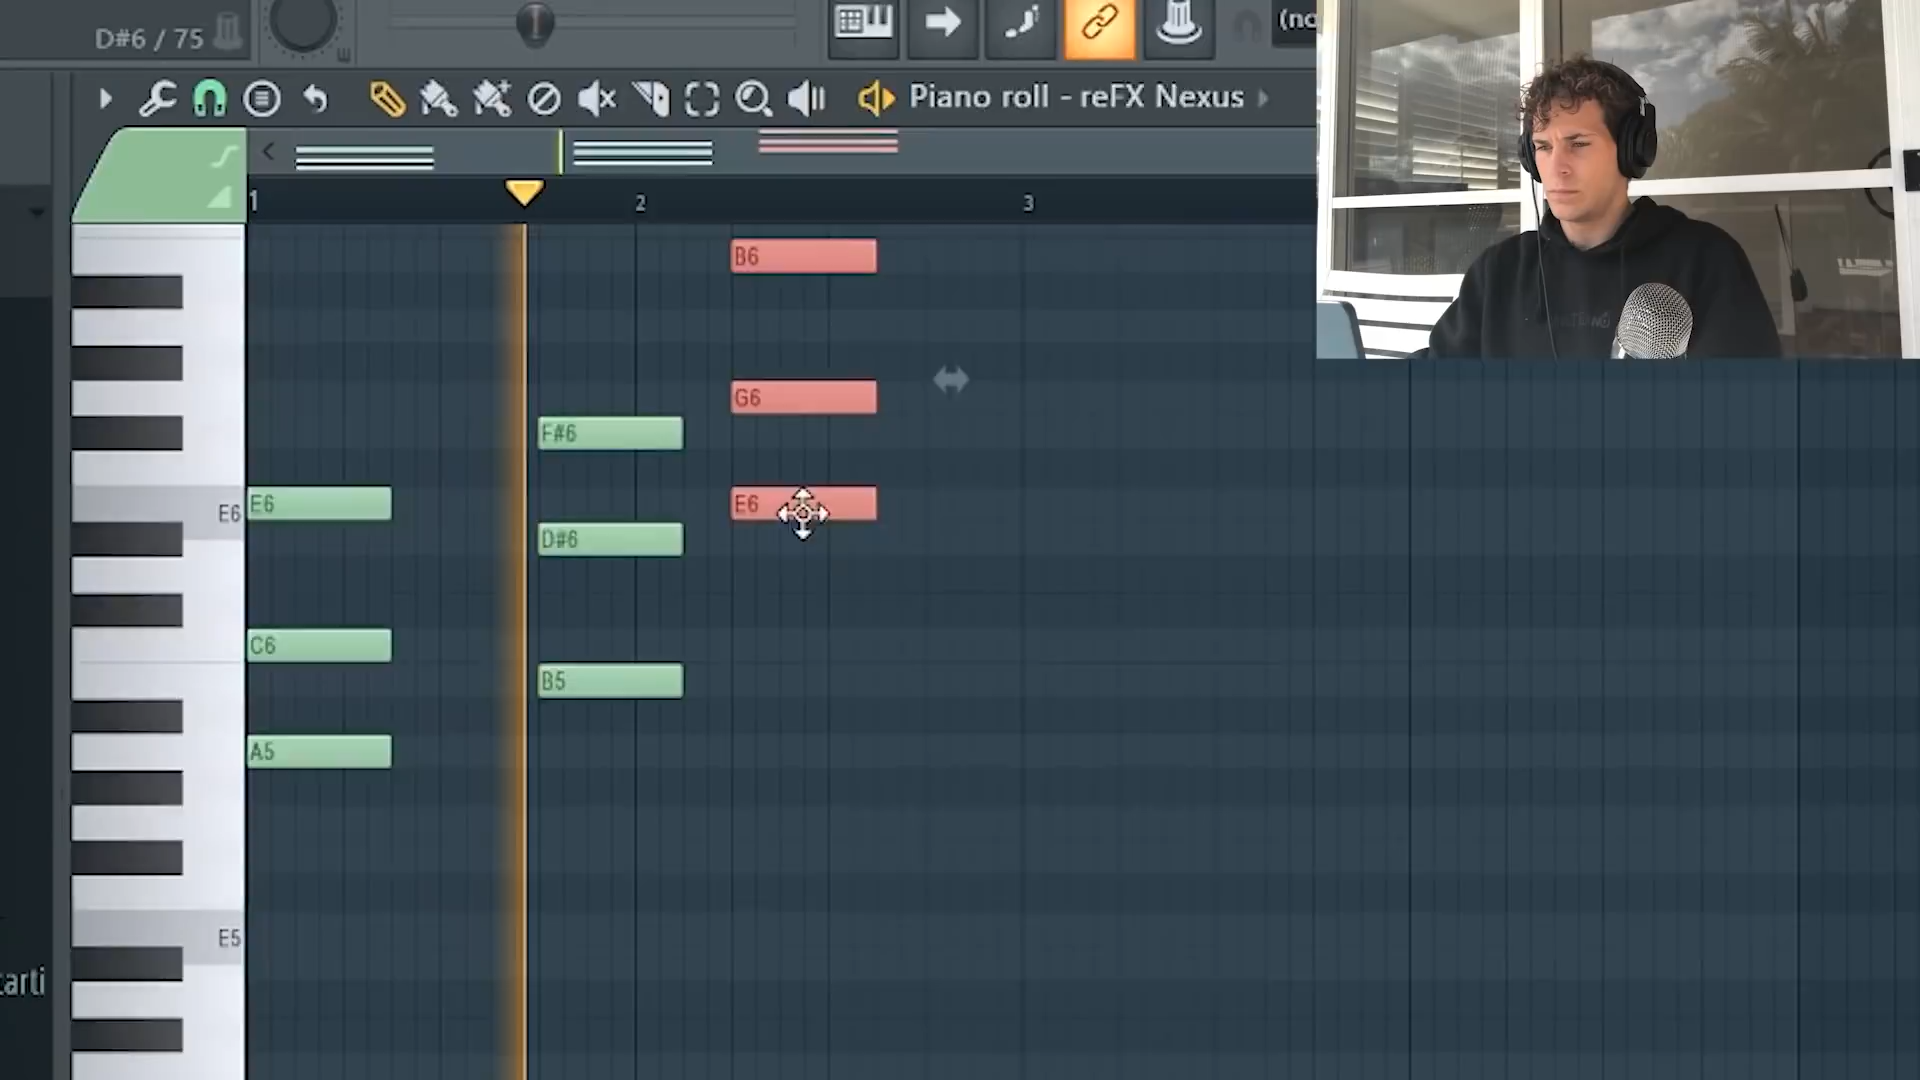 D#6 / 75
(no
Piano roll - reFX Nexus
1
2
3
B6
G6
F#6
E6
E6
E6
D#6
C6
B5
A5
E5
carti